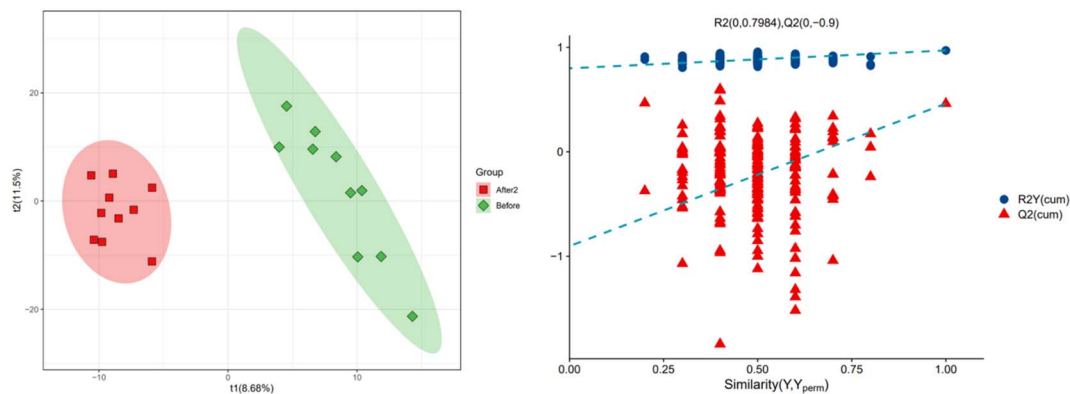 20
0
−20
t2(11.5%)
−10
0
10
t1(8.68%)
Group
After2
Before
R2(0,0.7984),Q2(0,−0.9)
1
0
−1
0.00
0.25
0.50
0.75
1.00
Similarity(Y,Yperm)
R2Y(cum)
Q2(cum)